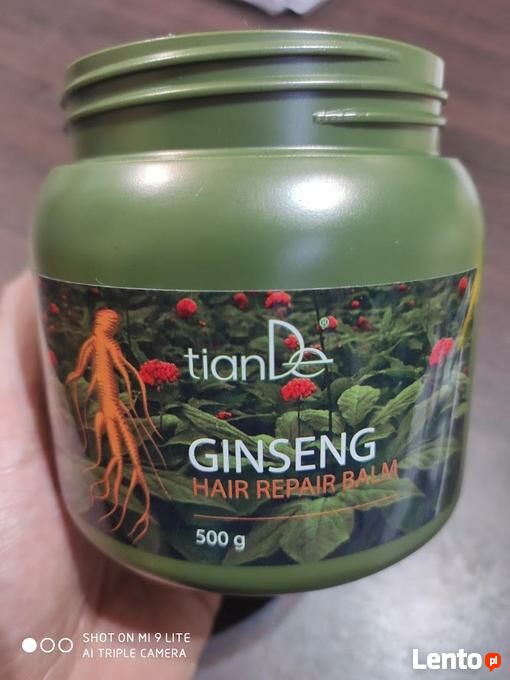 tianDe®
GINSENG
HAIR REPAIR BALM
500 g
SHOT ON MI 9 LITE
AI TRIPLE CAMERA
Lento.pl